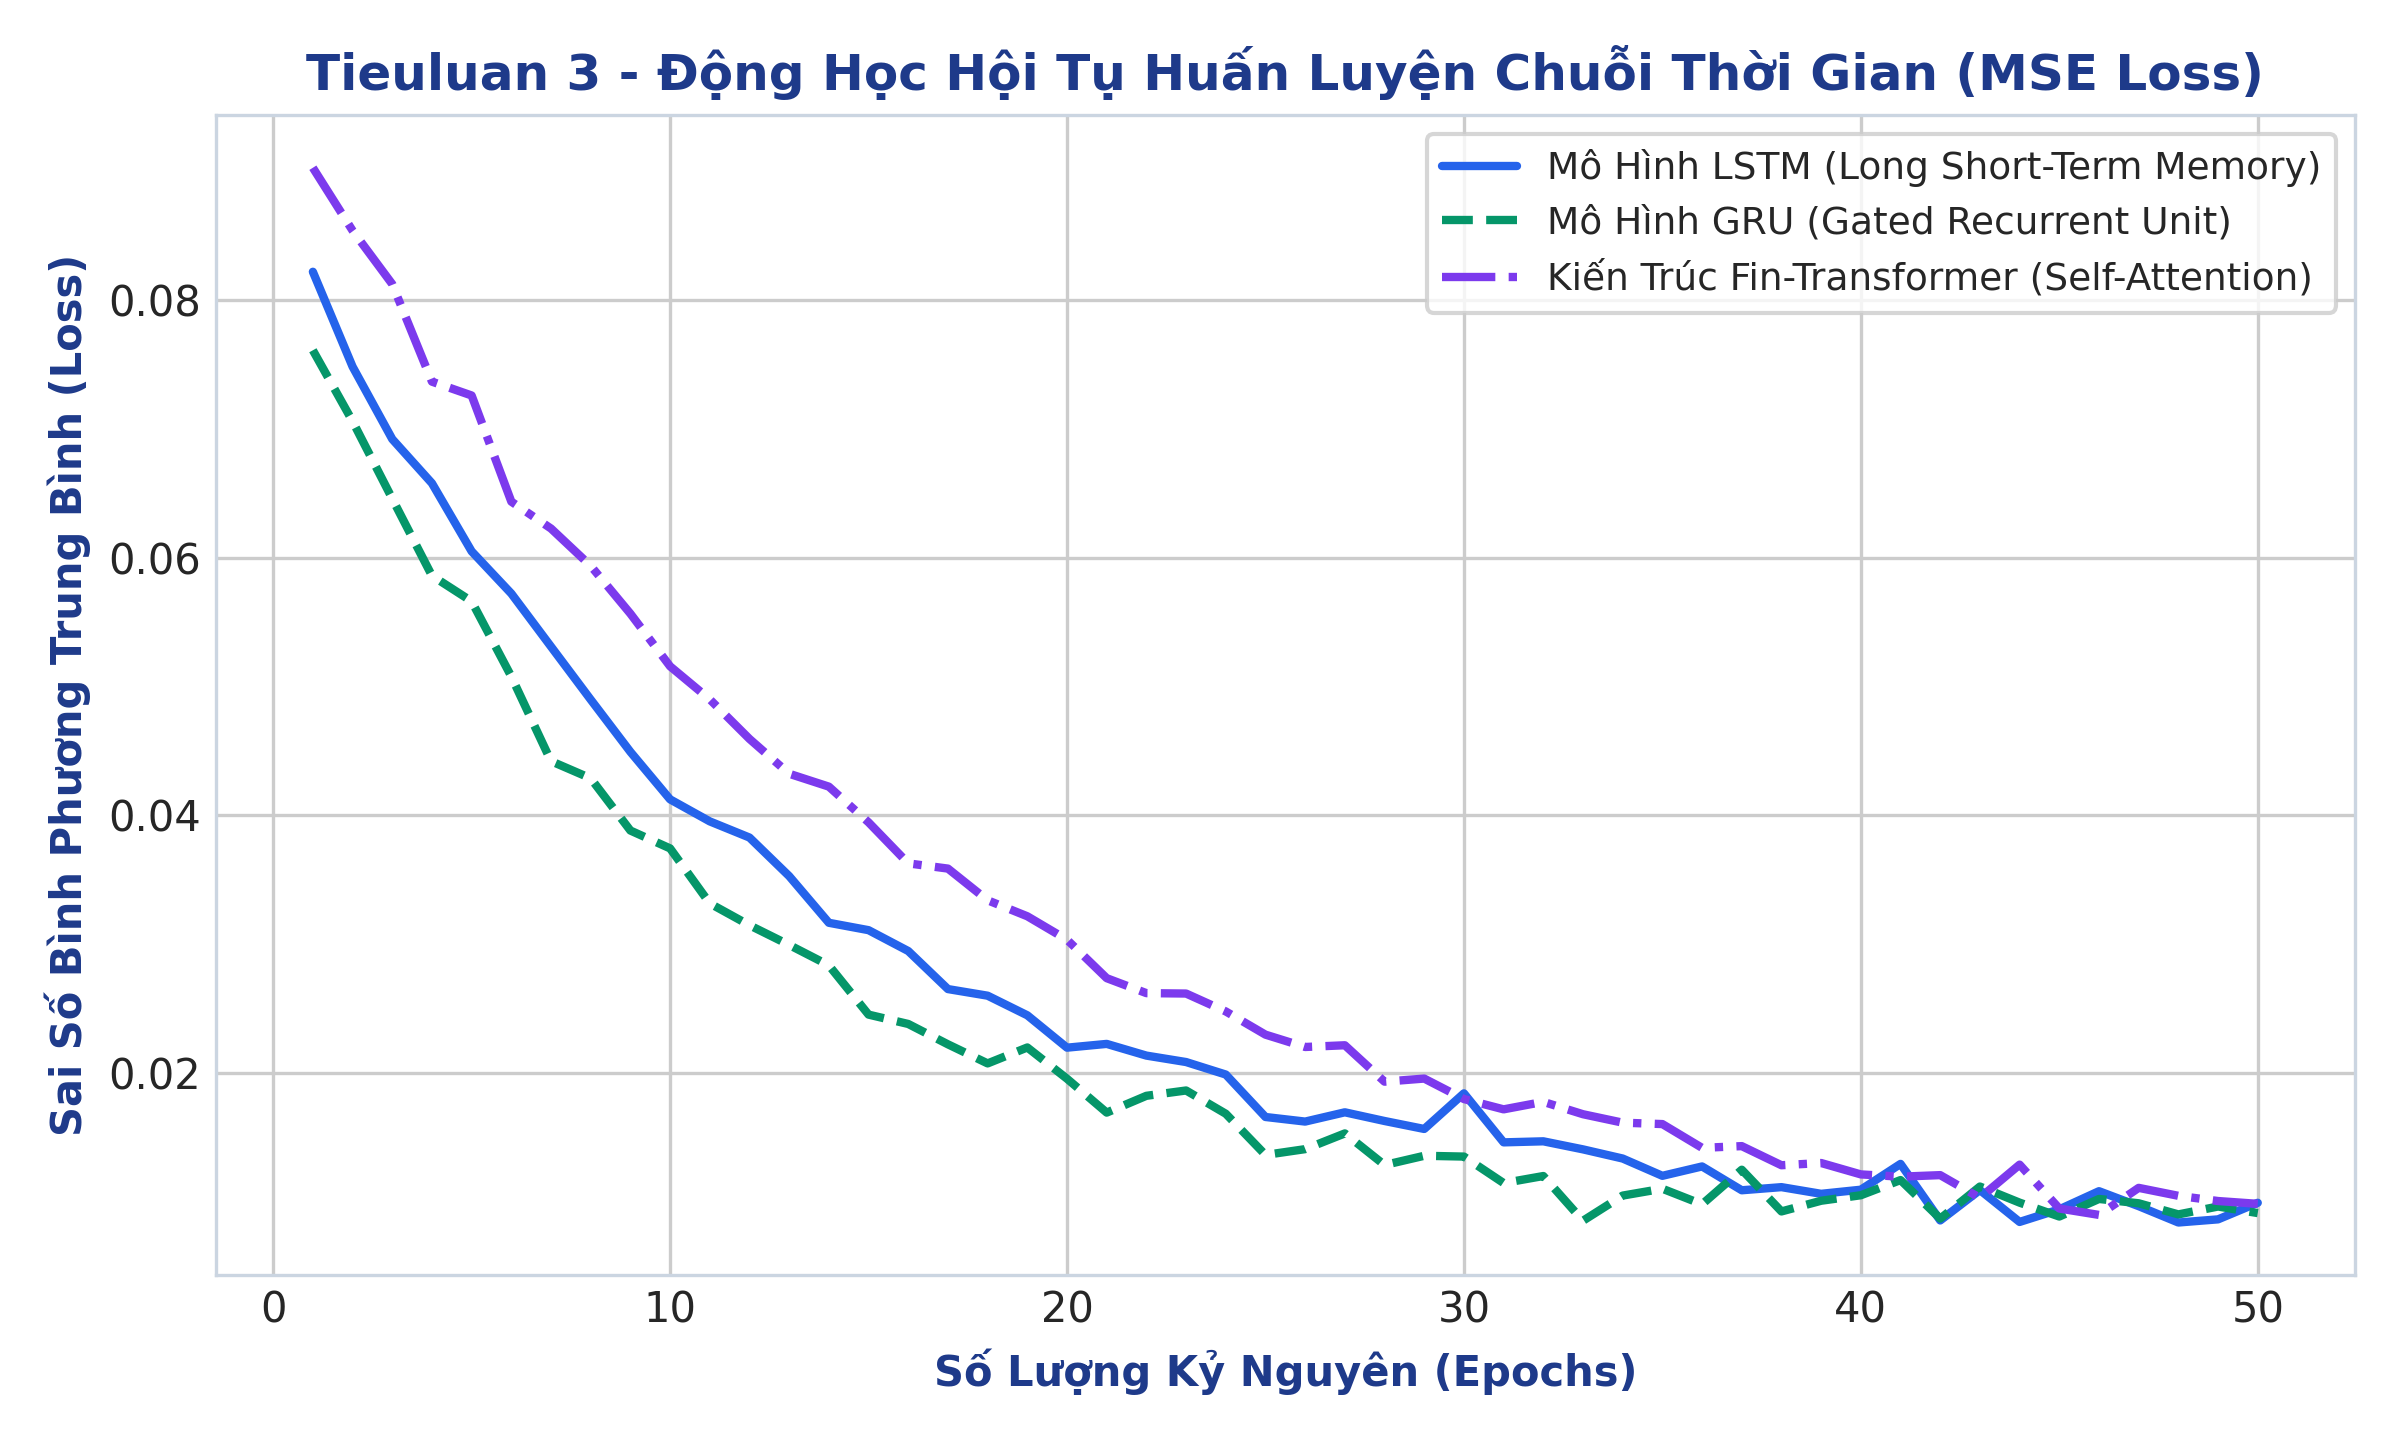 Tieuluan 3 - Động Học Hội Tụ Huấn Luyện Chuỗi Thời Gian (MSE Loss)
Mô Hình LSTM (Long Short-Term Memory)
Mô Hình GRU (Gated Recurrent Unit)
Kiến Trúc Fin-Transformer (Self-Attention)
Sai Số Bình Phương Trung Bình (Loss)
0.08
0.06
0.04
0.02
0 10 20 30 40 50
Số Lượng Kỷ Nguyên (Epochs)